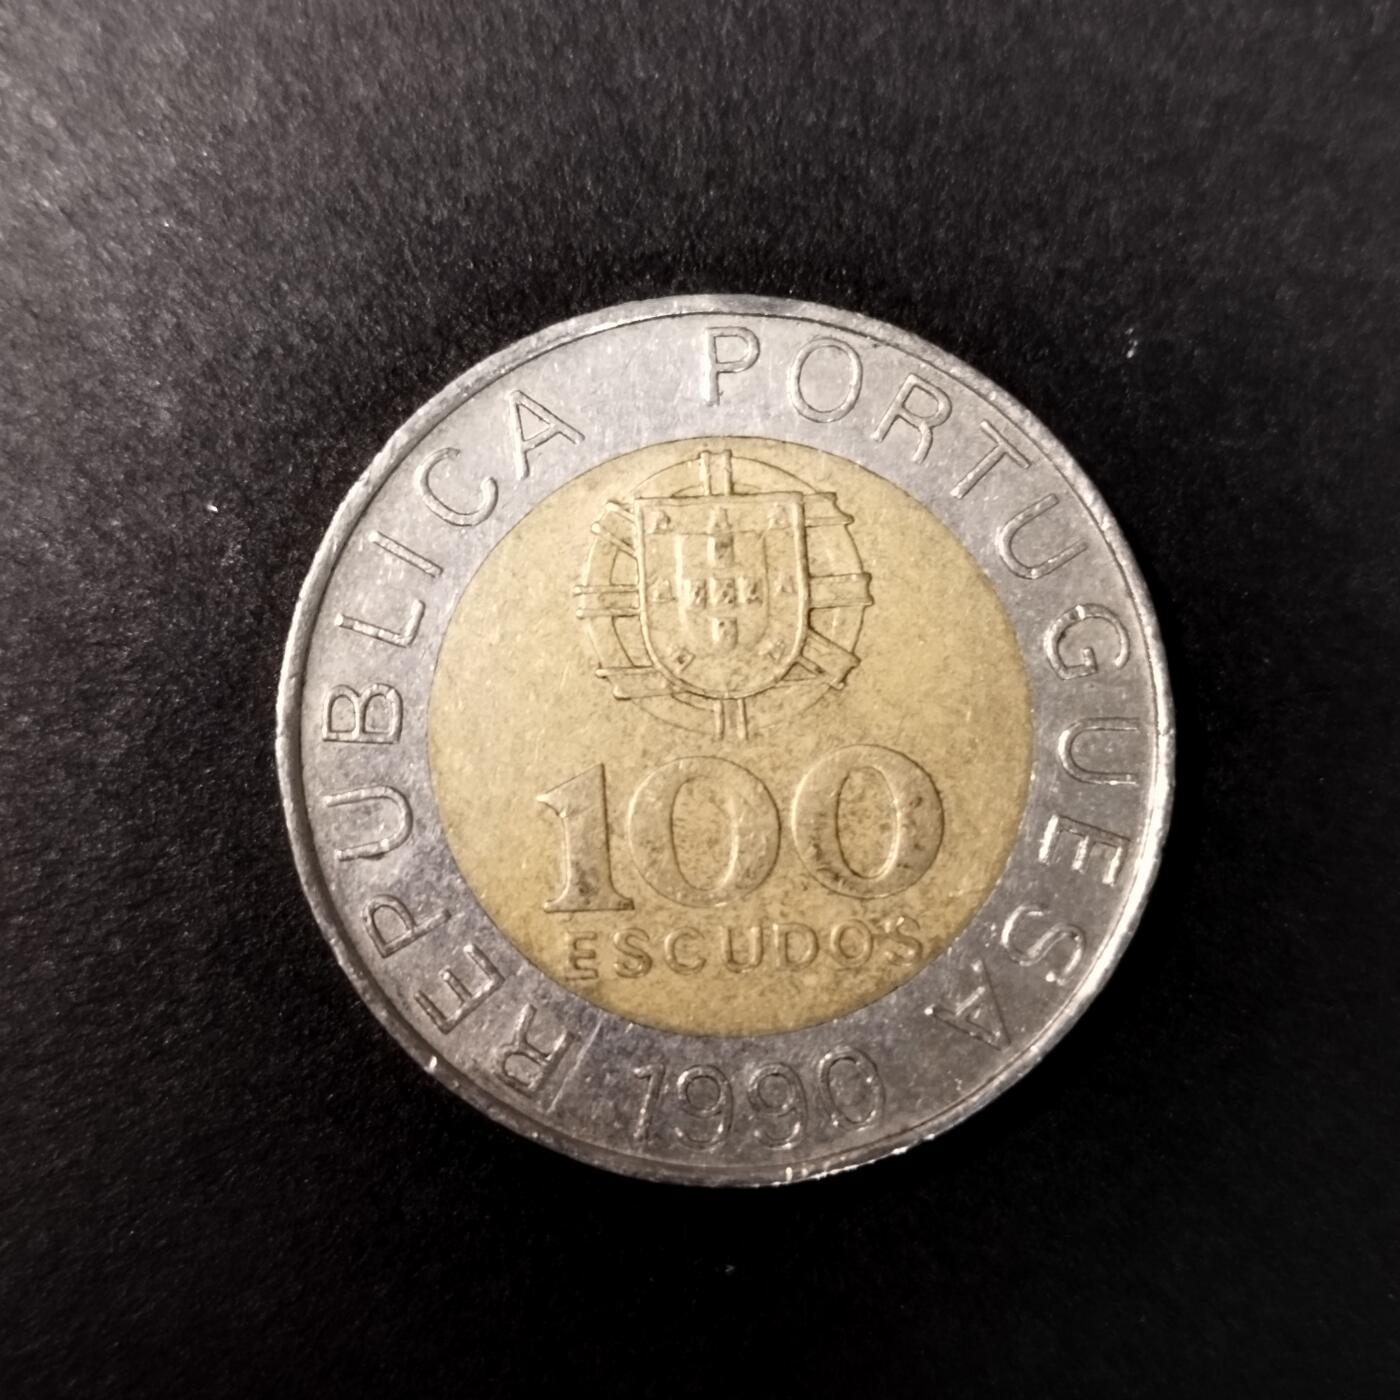 REPUBLICA PORTUGUESA
100
ESCUDOS
1990